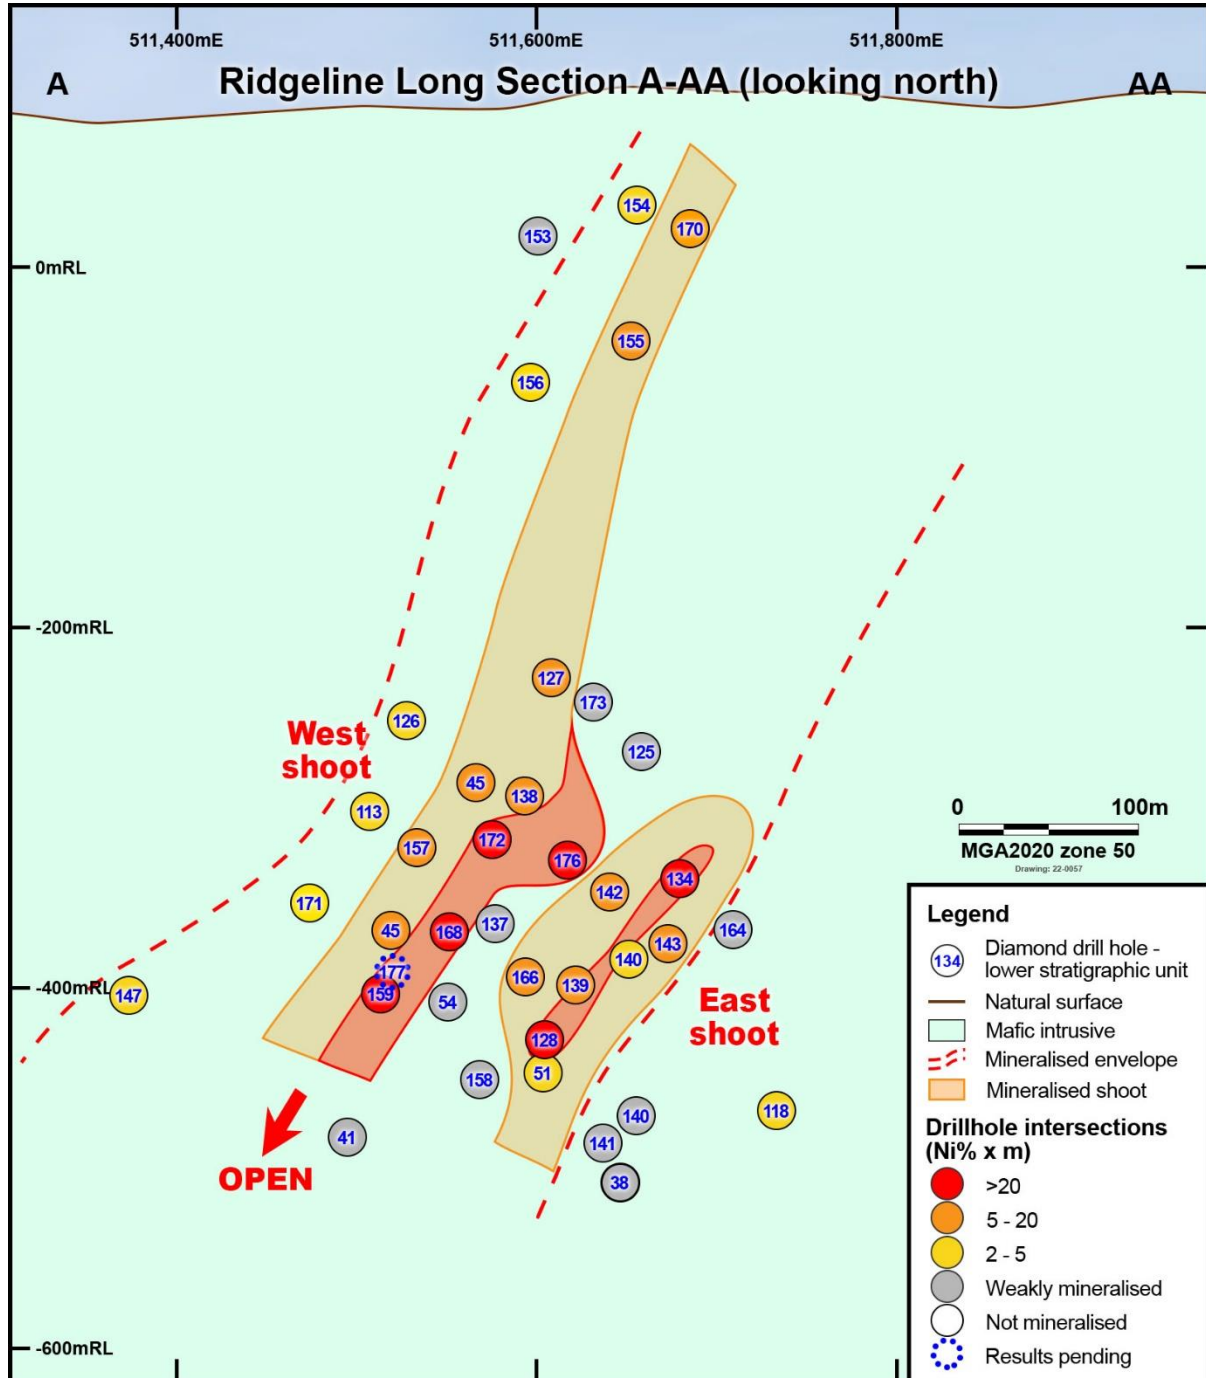 511,400mE
511,600mE
511,800mE
A
Ridgeline Long Section A-AA (looking north)
AA
154
170
153
0mRL
155
156
-200mRL
127
173
126
West
shoot
125
45
138
113
0
100m
172
157
MGA2020 zone 50
Drawing: 22-0057
176
134
142
171
137
45
168
164
143
140
177
166
139
-400mRL
147
159
54
East
shoot
128
51
158
118
140
41
141
OPEN
38
-600mRL
Legend
134
Diamond drill hole -
lower stratigraphic unit
Natural surface
Mafic intrusive
Mineralised envelope
Mineralised shoot
Drillhole intersections
(Ni% x m)
>20
5 - 20
2 - 5
Weakly mineralised
Not mineralised
Results pending